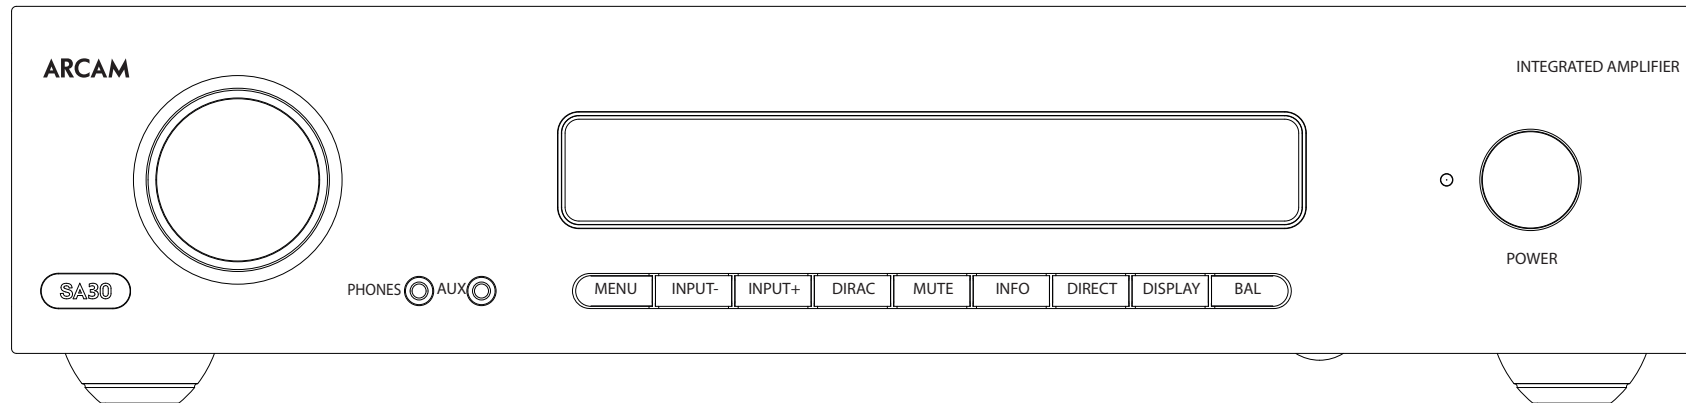 ARCAM
INTEGRATED AMPLIFIER
POWER
SA30
PHONES AUX
MENU INPUT- INPUT+ DIRAC MUTE INFO DIRECT DISPLAY BAL